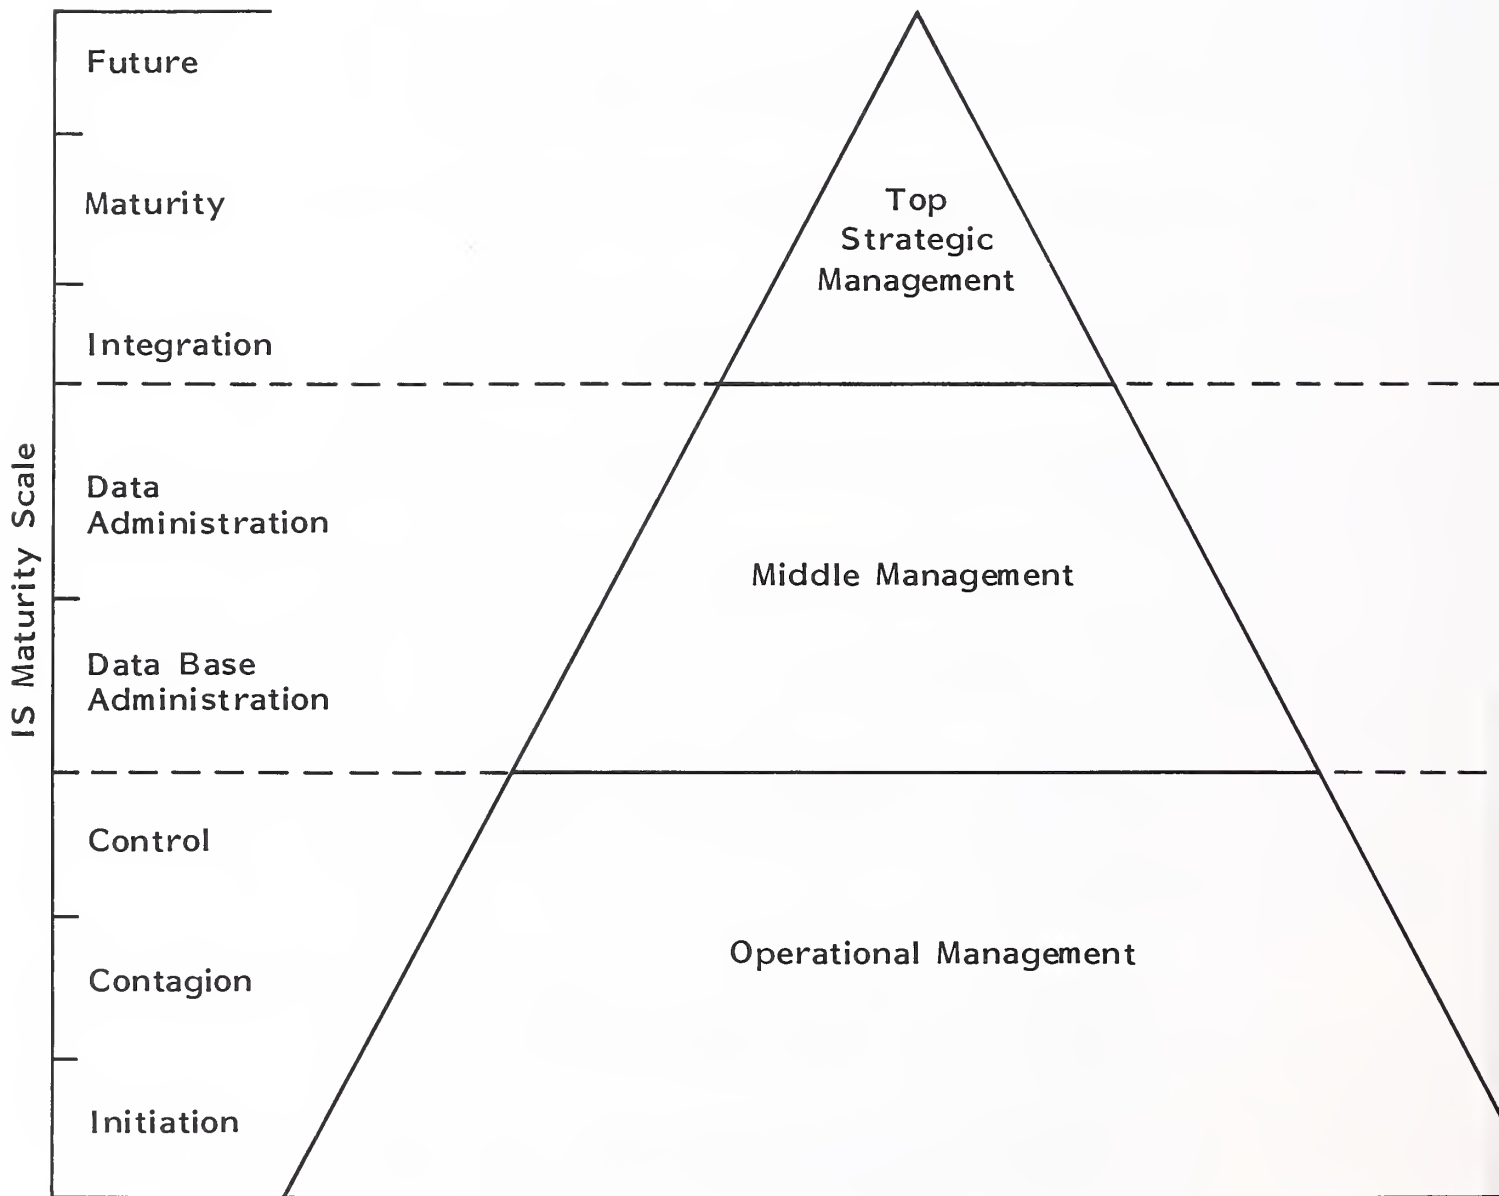 Future
Maturity
Top
Strategic
Management
Integration
IS Maturity Scale
Data
Administration
Middle Management
Data Base
Administration
Control
Operational Management
Contagion
Initiation